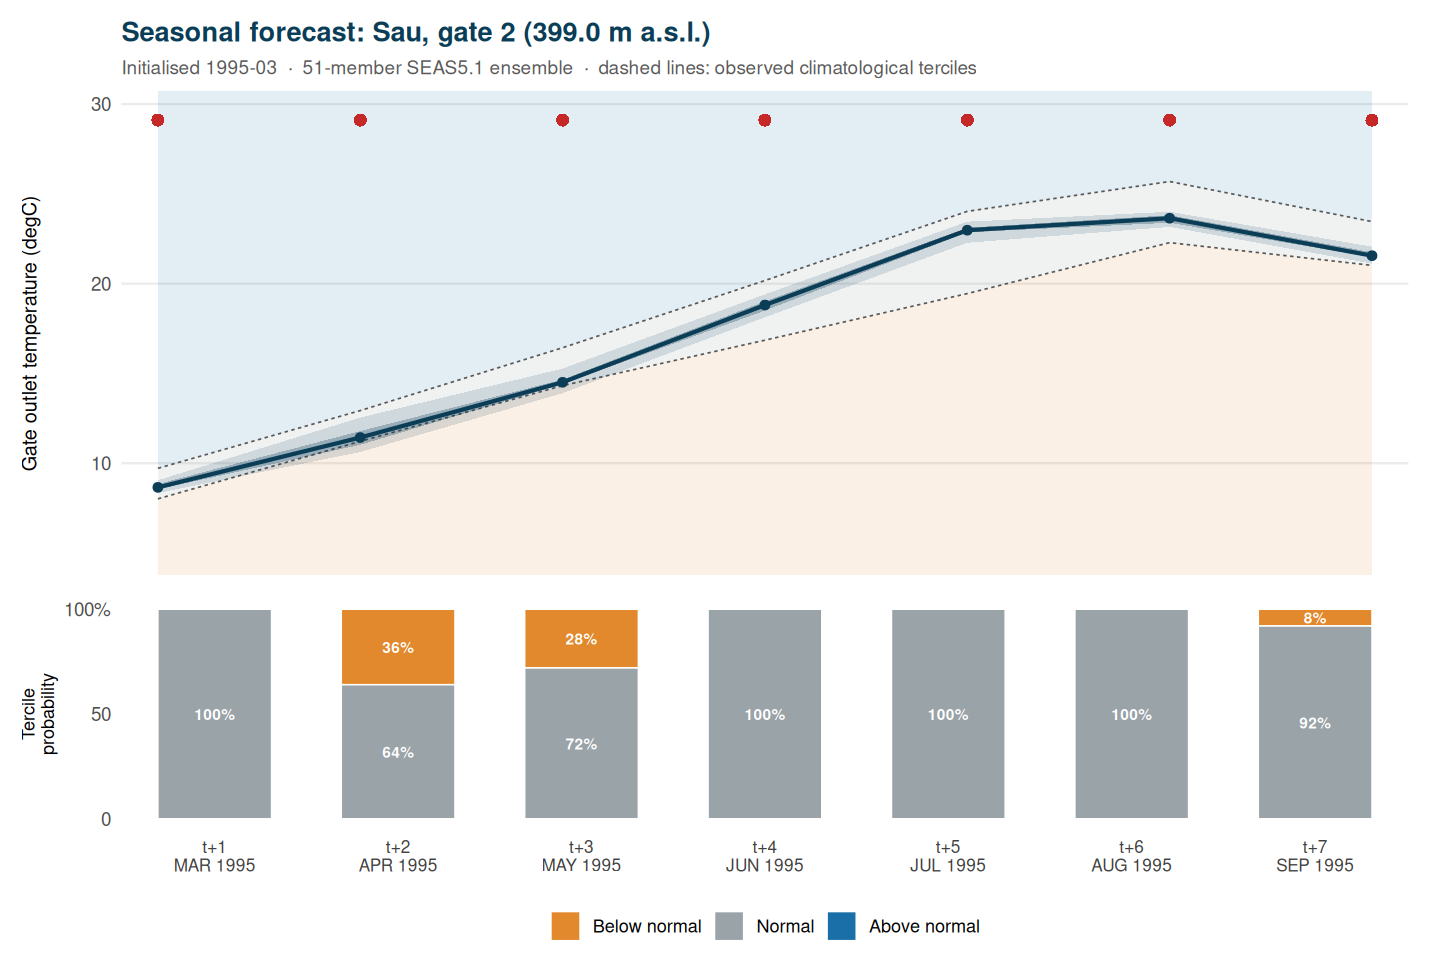 Seasonal forecast: Sau, gate 2 (399.0 m a.s.l.)
Initialised 1995-03 · 51-member SEAS5.1 ensemble · dashed lines: observed climatological terciles
Gate outlet temperature (degC)
30
20
10
Tercile
probability
100%
50
0
100%
36%
64%
28%
72%
100%
100%
100%
8%
92%
t+1
MAR 1995
t+2
APR 1995
t+3
MAY 1995
t+4
JUN 1995
t+5
JUL 1995
t+6
AUG 1995
t+7
SEP 1995
Below normal
Normal
Above normal